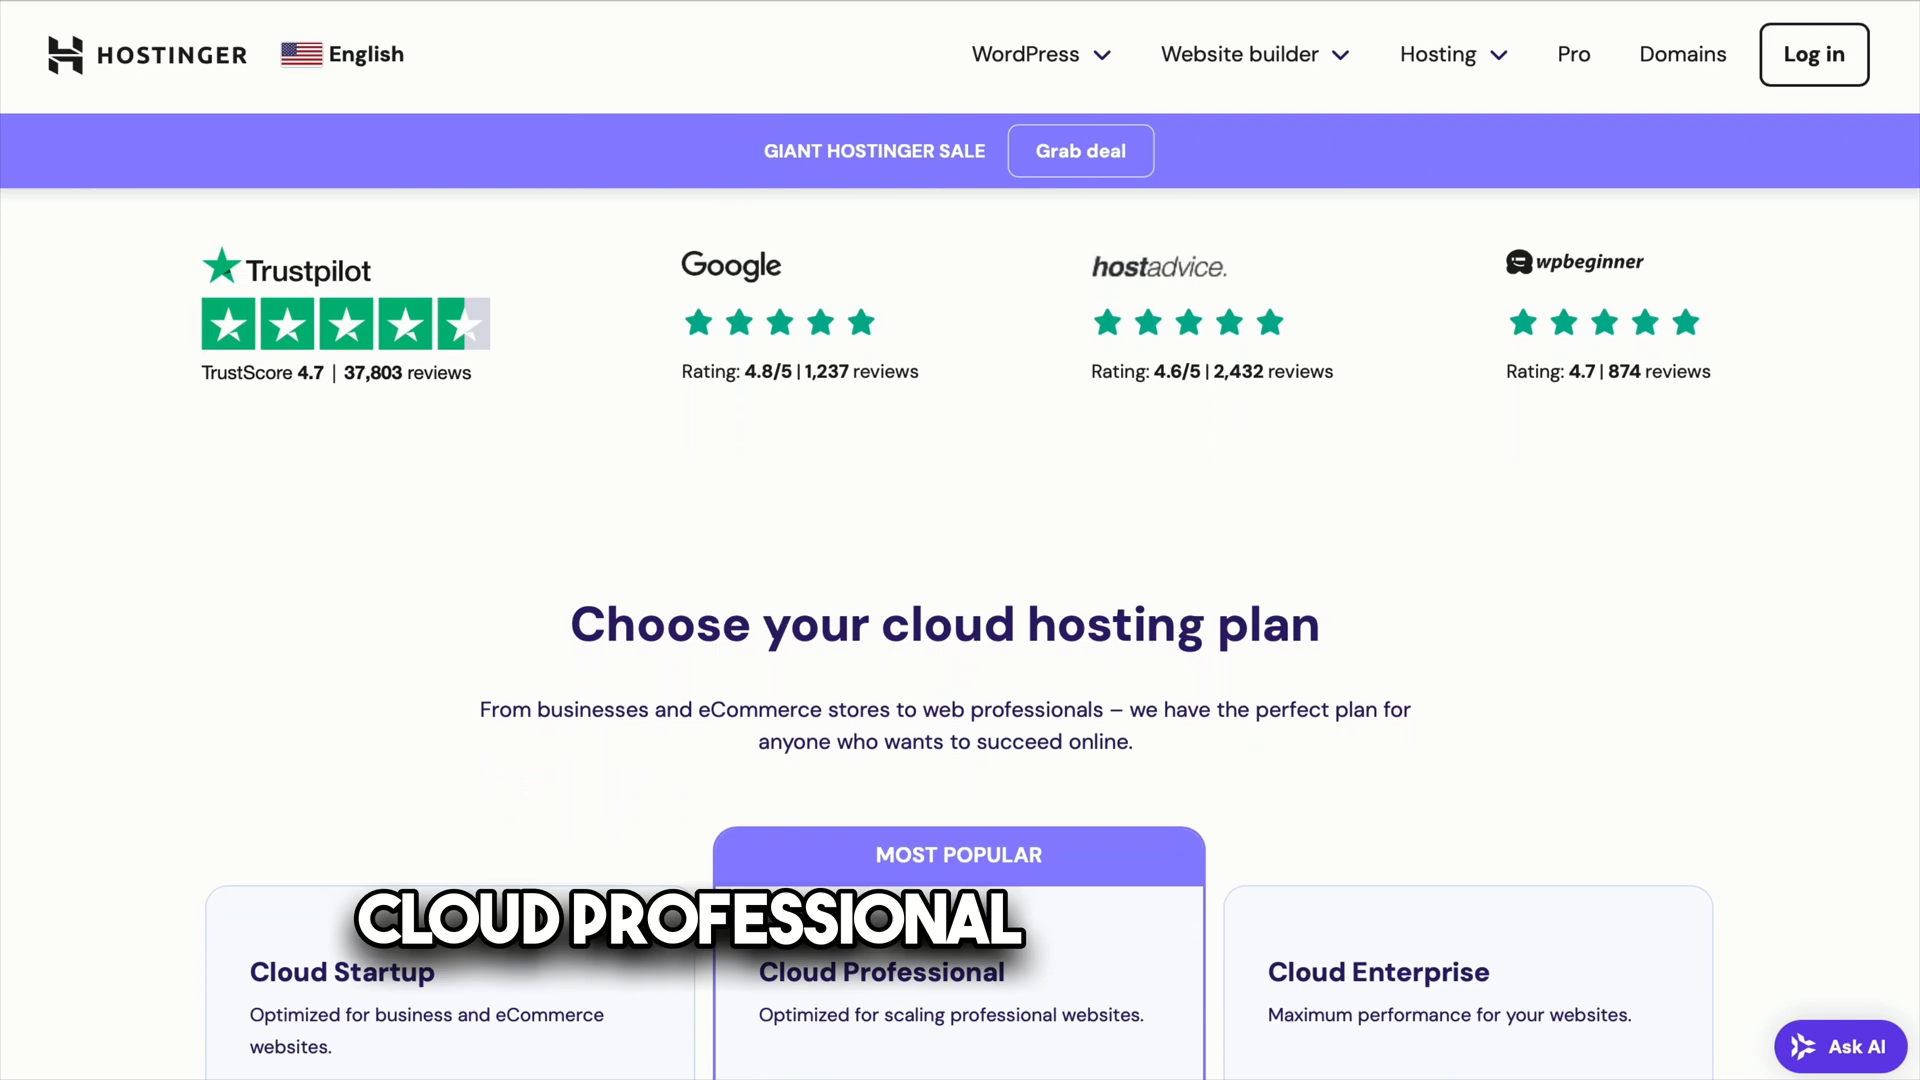 HOSTINGER English WordPress Website builder Hosting Pro Domains Log in
GIANT HOSTINGER SALE Grab deal
Trustpilot Google hostadvice. wpbeginner
TrustScore 4.7 | 37,803 reviews Rating: 4.8/5 | 1,237 reviews Rating: 4.6/5 | 2,432 reviews Rating: 4.7 | 874 reviews
Choose your cloud hosting plan
From businesses and eCommerce stores to web professionals – we have the perfect plan for
anyone who wants to succeed online.
MOST POPULAR
CLOUD PROFESSIONAL
Cloud Startup Cloud Professional Cloud Enterprise
Optimized for business and eCommerce Optimized for scaling professional websites. Maximum performance for your websites.
websites.
Ask AI